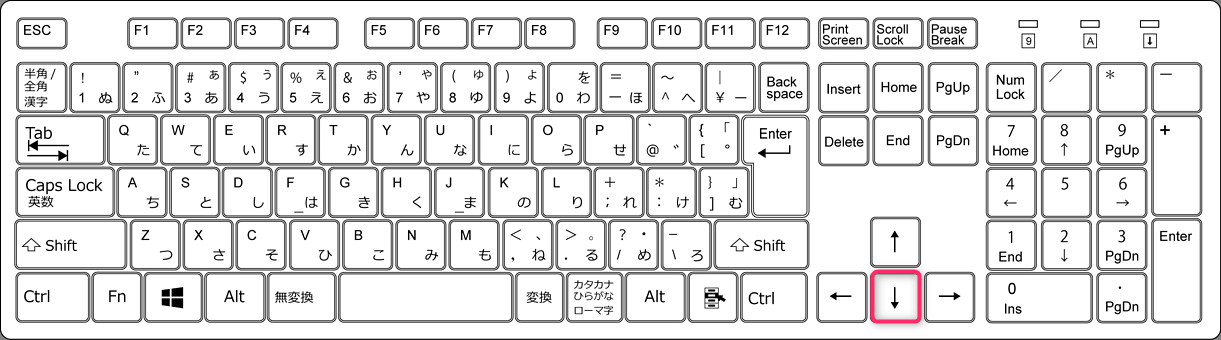 ESC F1 F2 F3 F4 F5 F6 F7 F8 F9 F10 F11 F12 Print Screen Scroll Lock Pause Break 9 A ↓
半角/全角 漢字 ! 1 ぬ ” 2 ふ # ぁ 3 あ $ ぅ 4 う % ぇ 5 え & ぉ 6 お ’ ゃ 7 や ( ゅ 8 ゆ ) ょ 9 よ を 0 わ = ー ほ ～ ^ へ | ¥ ー Back space Insert Home PgUp Num Lock ／ ＊ －
Tab Q た W て E い R す T か Y ん U な I に O ら P せ ` @ ゛ { 「 [ ゜ Enter Delete End PgDn 7 Home 8 ↑ 9 PgUp +
Caps Lock 英数 A ち S と D し F _は G き H く J _ま K の L り + ; れ * : け } 」 ] む 4 ← 5 6 →
Shift Z つ X さ C そ V ひ B こ N み M も < 、 , ね > 。 . る ? ・ / め _ \ ろ Shift ↑ 1 End 2 ↓ 3 PgDn Enter
Ctrl Fn Alt 無変換 変換 カタカナ ひらがな ローマ字 Alt Ctrl ← ↓ → 0 Ins . PgDn